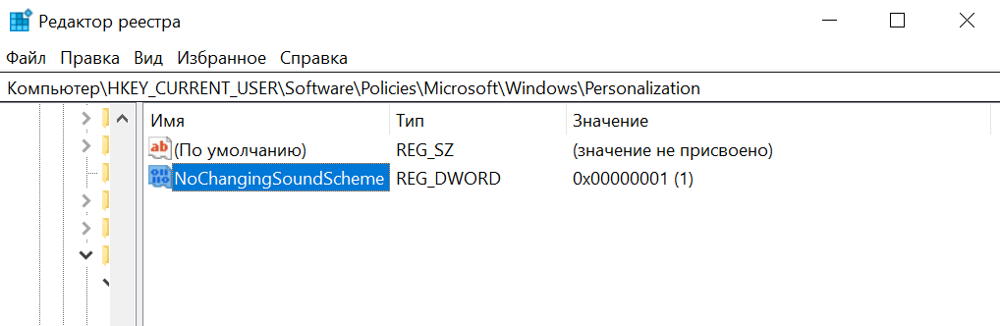 Редактор реестра
Файл Правка Вид Избранное Справка
Компьютер\HKEY_CURRENT_USER\Software\Policies\Microsoft\Windows\Personalization
Имя Тип Значение
ab (По умолчанию) REG_SZ (значение не присвоено)
NoChangingSoundScheme REG_DWORD 0x00000001 (1)